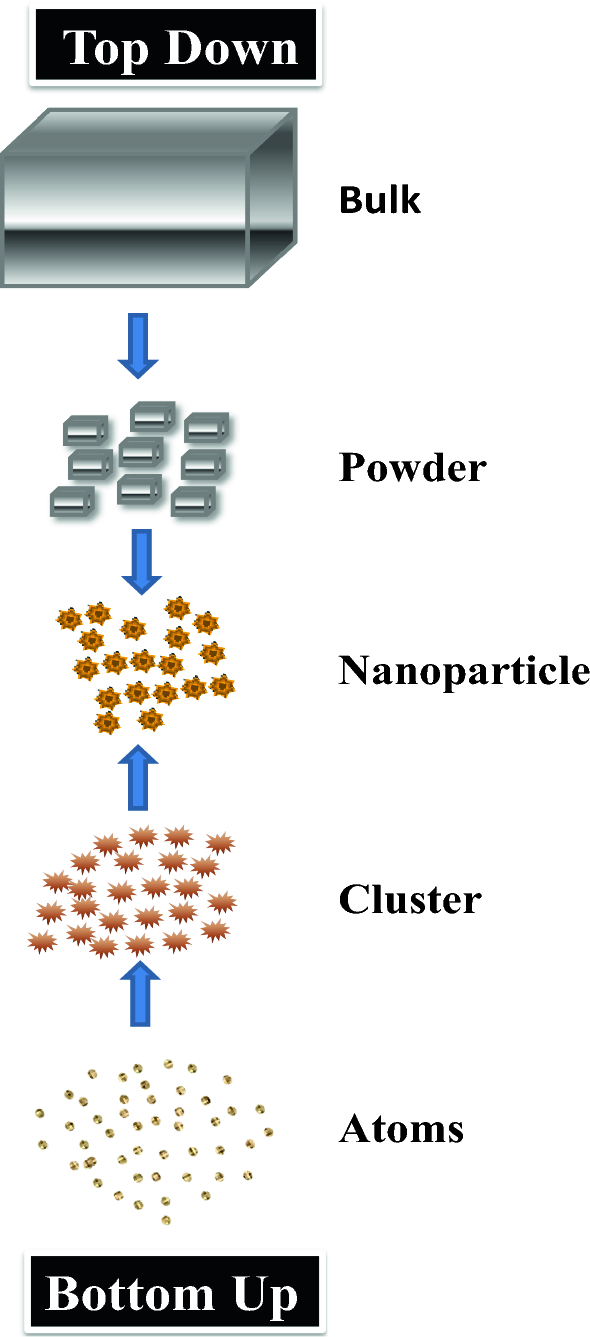 Top Down
Bulk
Powder
Nanoparticle
Cluster
Atoms
Bottom Up